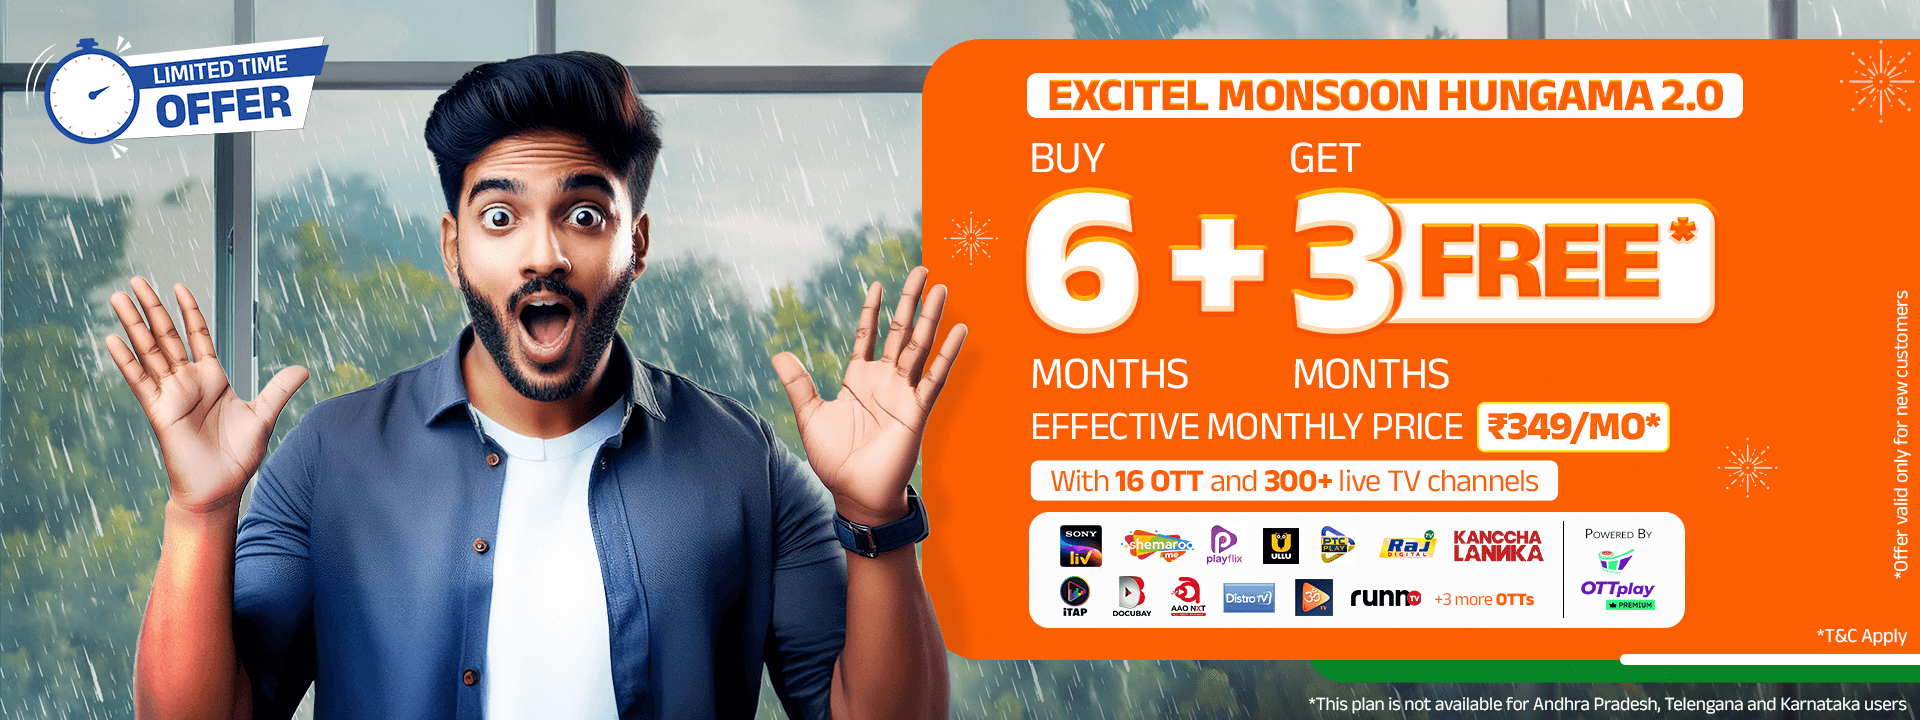 LIMITED TIME
OFFER
EXCITEL MONSOON HUNGAMA 2.0
BUY GET
6 + 3 FREE*
MONTHS MONTHS
EFFECTIVE MONTHLY PRICE ₹349/MO*
With 16 OTT and 300+ live TV channels
SONY liv
shemaroo me
playflix
ULLU
PTC PLAY
Raj TV DIGITAL
KANCCHA LANNKA
POWERED BY
OTTplay
PREMIUM
iTAP
DOCUBAY
AAO NXT
Distro TV
ॐ TV
runn TV
+3 more OTTs
*Offer valid only for new customers
*T&C Apply
*This plan is not available for Andhra Pradesh, Telengana and Karnataka users